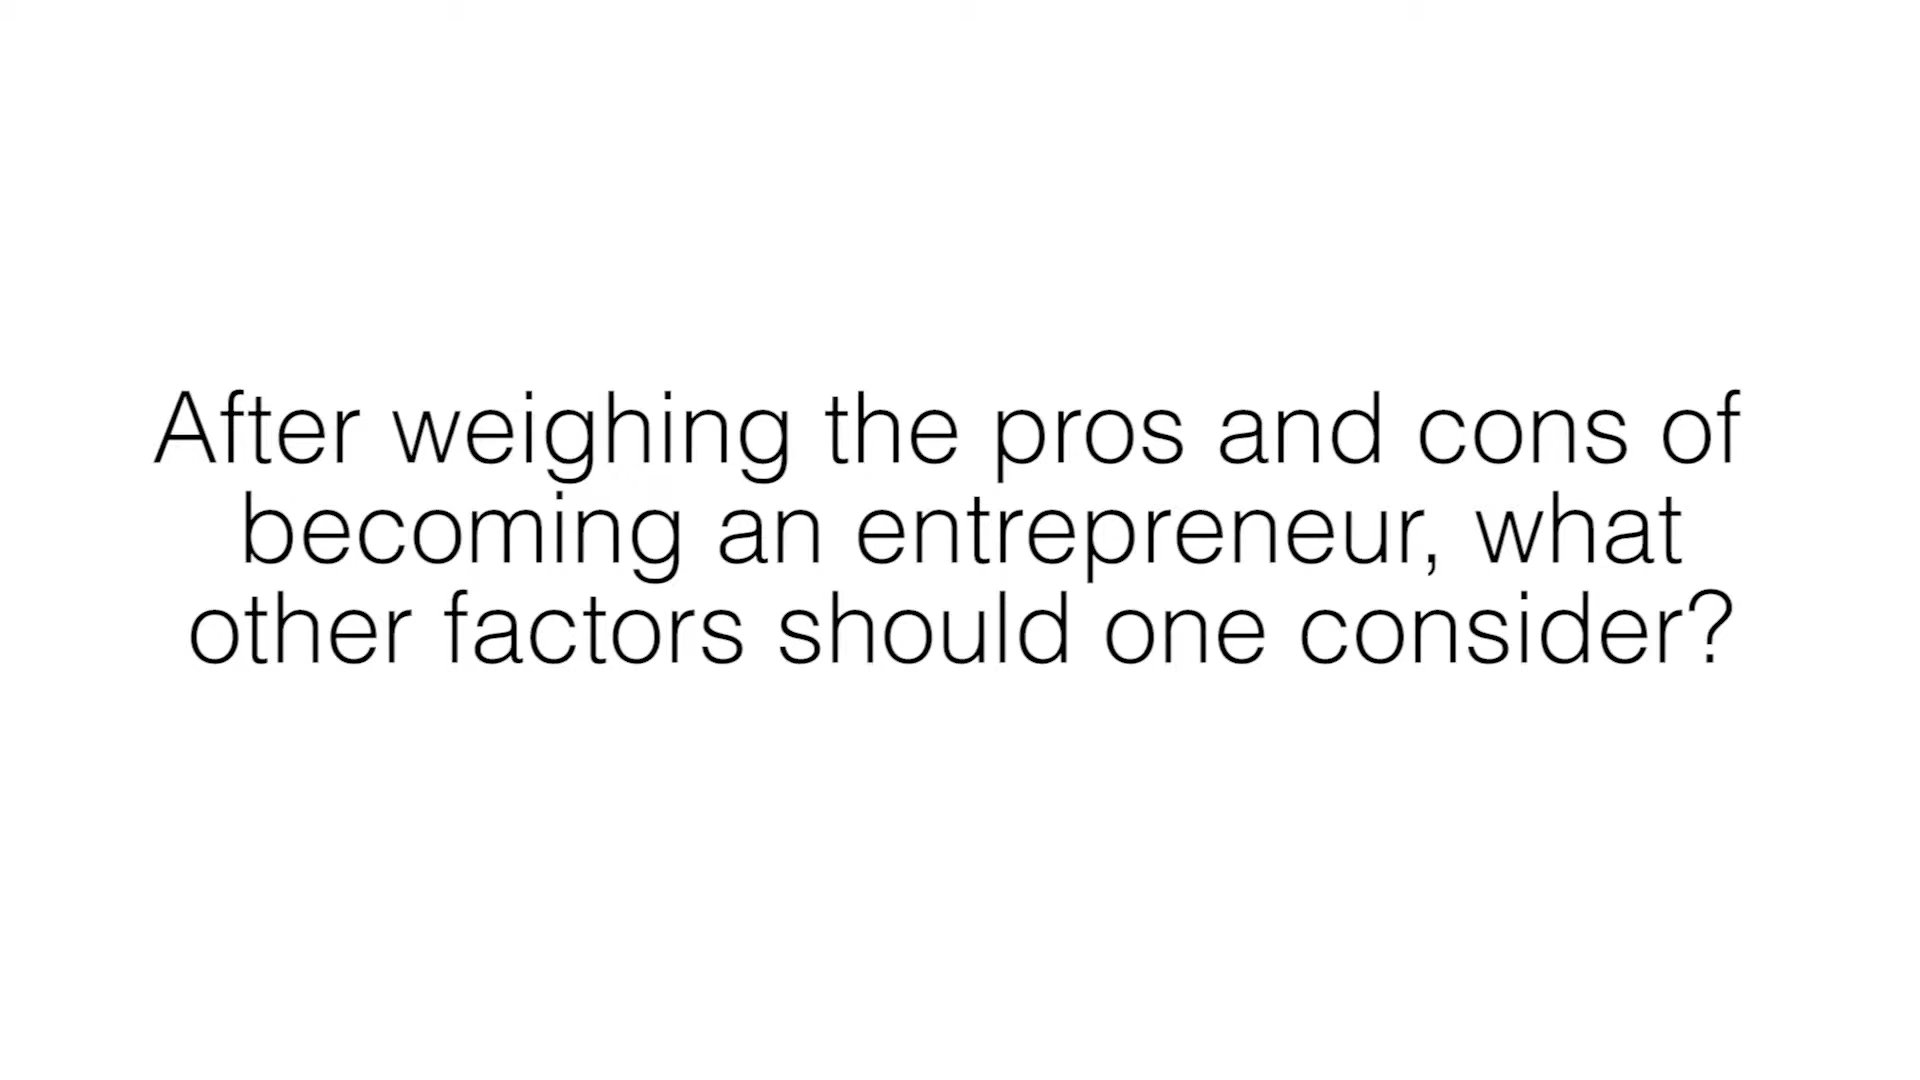 After weighing the pros and cons of
becoming an entrepreneur, what
other factors should one consider?